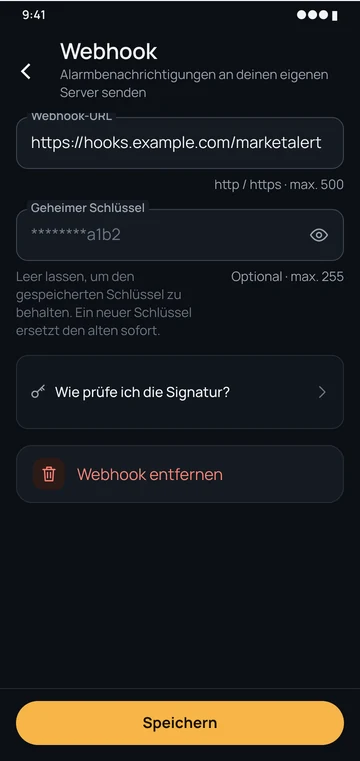 9:41
Webhook
Alarmbenachrichtigungen an deinen eigenen
Server senden
Webhook-URL
https://hooks.example.com/marketalert
http / https · max. 500
Geheimer Schlüssel
********a1b2
Leer lassen, um den
gespeicherten Schlüssel zu
behalten. Ein neuer Schlüssel
ersetzt den alten sofort.
Optional · max. 255
Wie prüfe ich die Signatur?
Webhook entfernen
Speichern